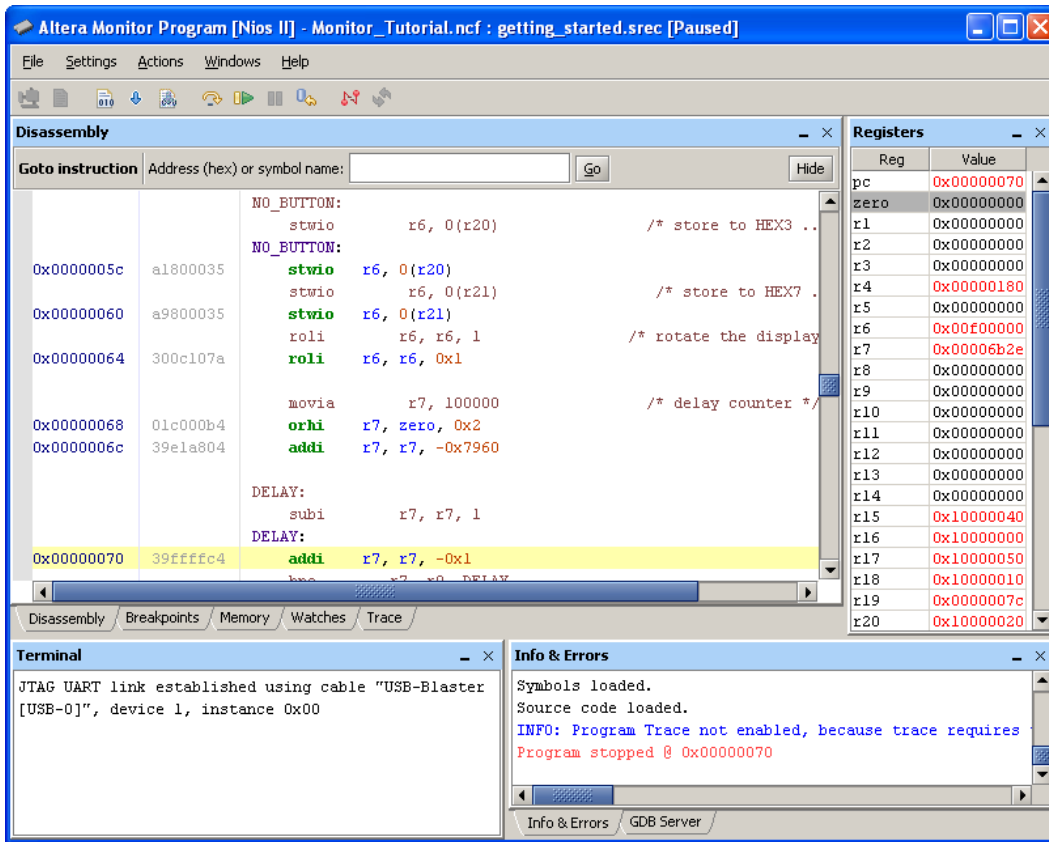 Altera Monitor Program [Nios II] - Monitor_Tutorial.ncf : getting_started.srec [Paused]
File Settings Actions Windows Help
Disassembly
Goto instruction Address (hex) or symbol name: Go Hide
NO_BUTTON:
stwio r6, 0(r20) /* store to HEX3 ..
NO_BUTTON:
0x0000005c a1800035 stwio r6, 0(r20)
stwio r6, 0(r21) /* store to HEX7 .
0x00000060 a9800035 stwio r6, 0(r21)
roli r6, r6, 1 /* rotate the display
0x00000064 300c107a roli r6, r6, 0x1
movia r7, 100000 /* delay counter */
0x00000068 01c000b4 orhi r7, zero, 0x2
0x0000006c 39e1a804 addi r7, r7, -0x7960
DELAY:
subi r7, r7, 1
DELAY:
0x00000070 39ffffc4 addi r7, r7, -0x1
bne r7, r0, DELAY
Disassembly Breakpoints Memory Watches Trace
Registers
Reg Value
pc 0x00000070
zero 0x00000000
r1 0x00000000
r2 0x00000000
r3 0x00000000
r4 0x00000180
r5 0x00000000
r6 0x00f00000
r7 0x00006b2e
r8 0x00000000
r9 0x00000000
r10 0x00000000
r11 0x00000000
r12 0x00000000
r13 0x00000000
r14 0x00000000
r15 0x10000040
r16 0x10000000
r17 0x10000050
r18 0x10000010
r19 0x0000007c
r20 0x10000020
Terminal
JTAG UART link established using cable "USB-Blaster
[USB-0]", device 1, instance 0x00
Info & Errors
Symbols loaded.
Source code loaded.
INFO: Program Trace not enabled, because trace requires
Program stopped @ 0x00000070
Info & Errors GDB Server